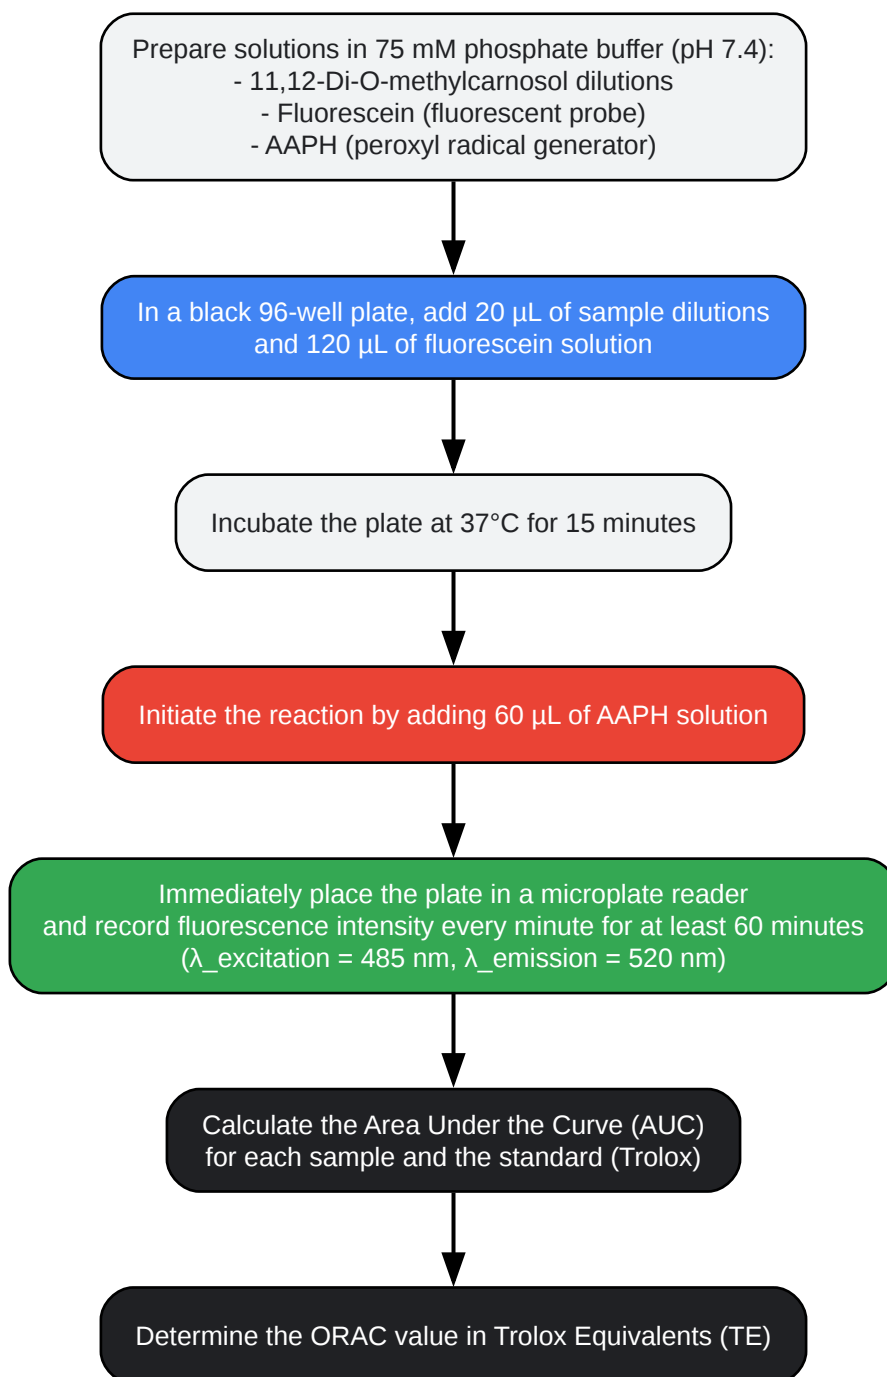 Prepare solutions in 75 mM phosphate buffer (pH 7.4):
- 11,12-Di-O-methylcarnosol dilutions
- Fluorescein (fluorescent probe)
- AAPH (peroxyl radical generator)
In a black 96-well plate, add 20 µL of sample dilutions
and 120 µL of fluorescein solution
Incubate the plate at 37°C for 15 minutes
Initiate the reaction by adding 60 µL of AAPH solution
Immediately place the plate in a microplate reader
and record fluorescence intensity every minute for at least 60 minutes
(λ_excitation = 485 nm, λ_emission = 520 nm)
Calculate the Area Under the Curve (AUC)
for each sample and the standard (Trolox)
Determine the ORAC value in Trolox Equivalents (TE)